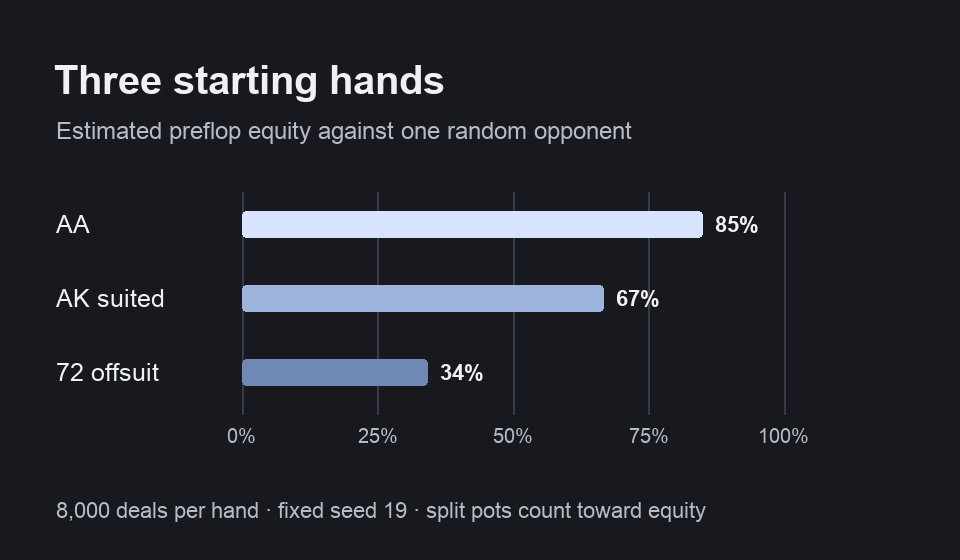 Three starting hands
Estimated preflop equity against one random opponent
AA
85%
AK suited
67%
72 offsuit
34%
0%
25%
50%
75%
100%
8,000 deals per hand · fixed seed 19 · split pots count toward equity